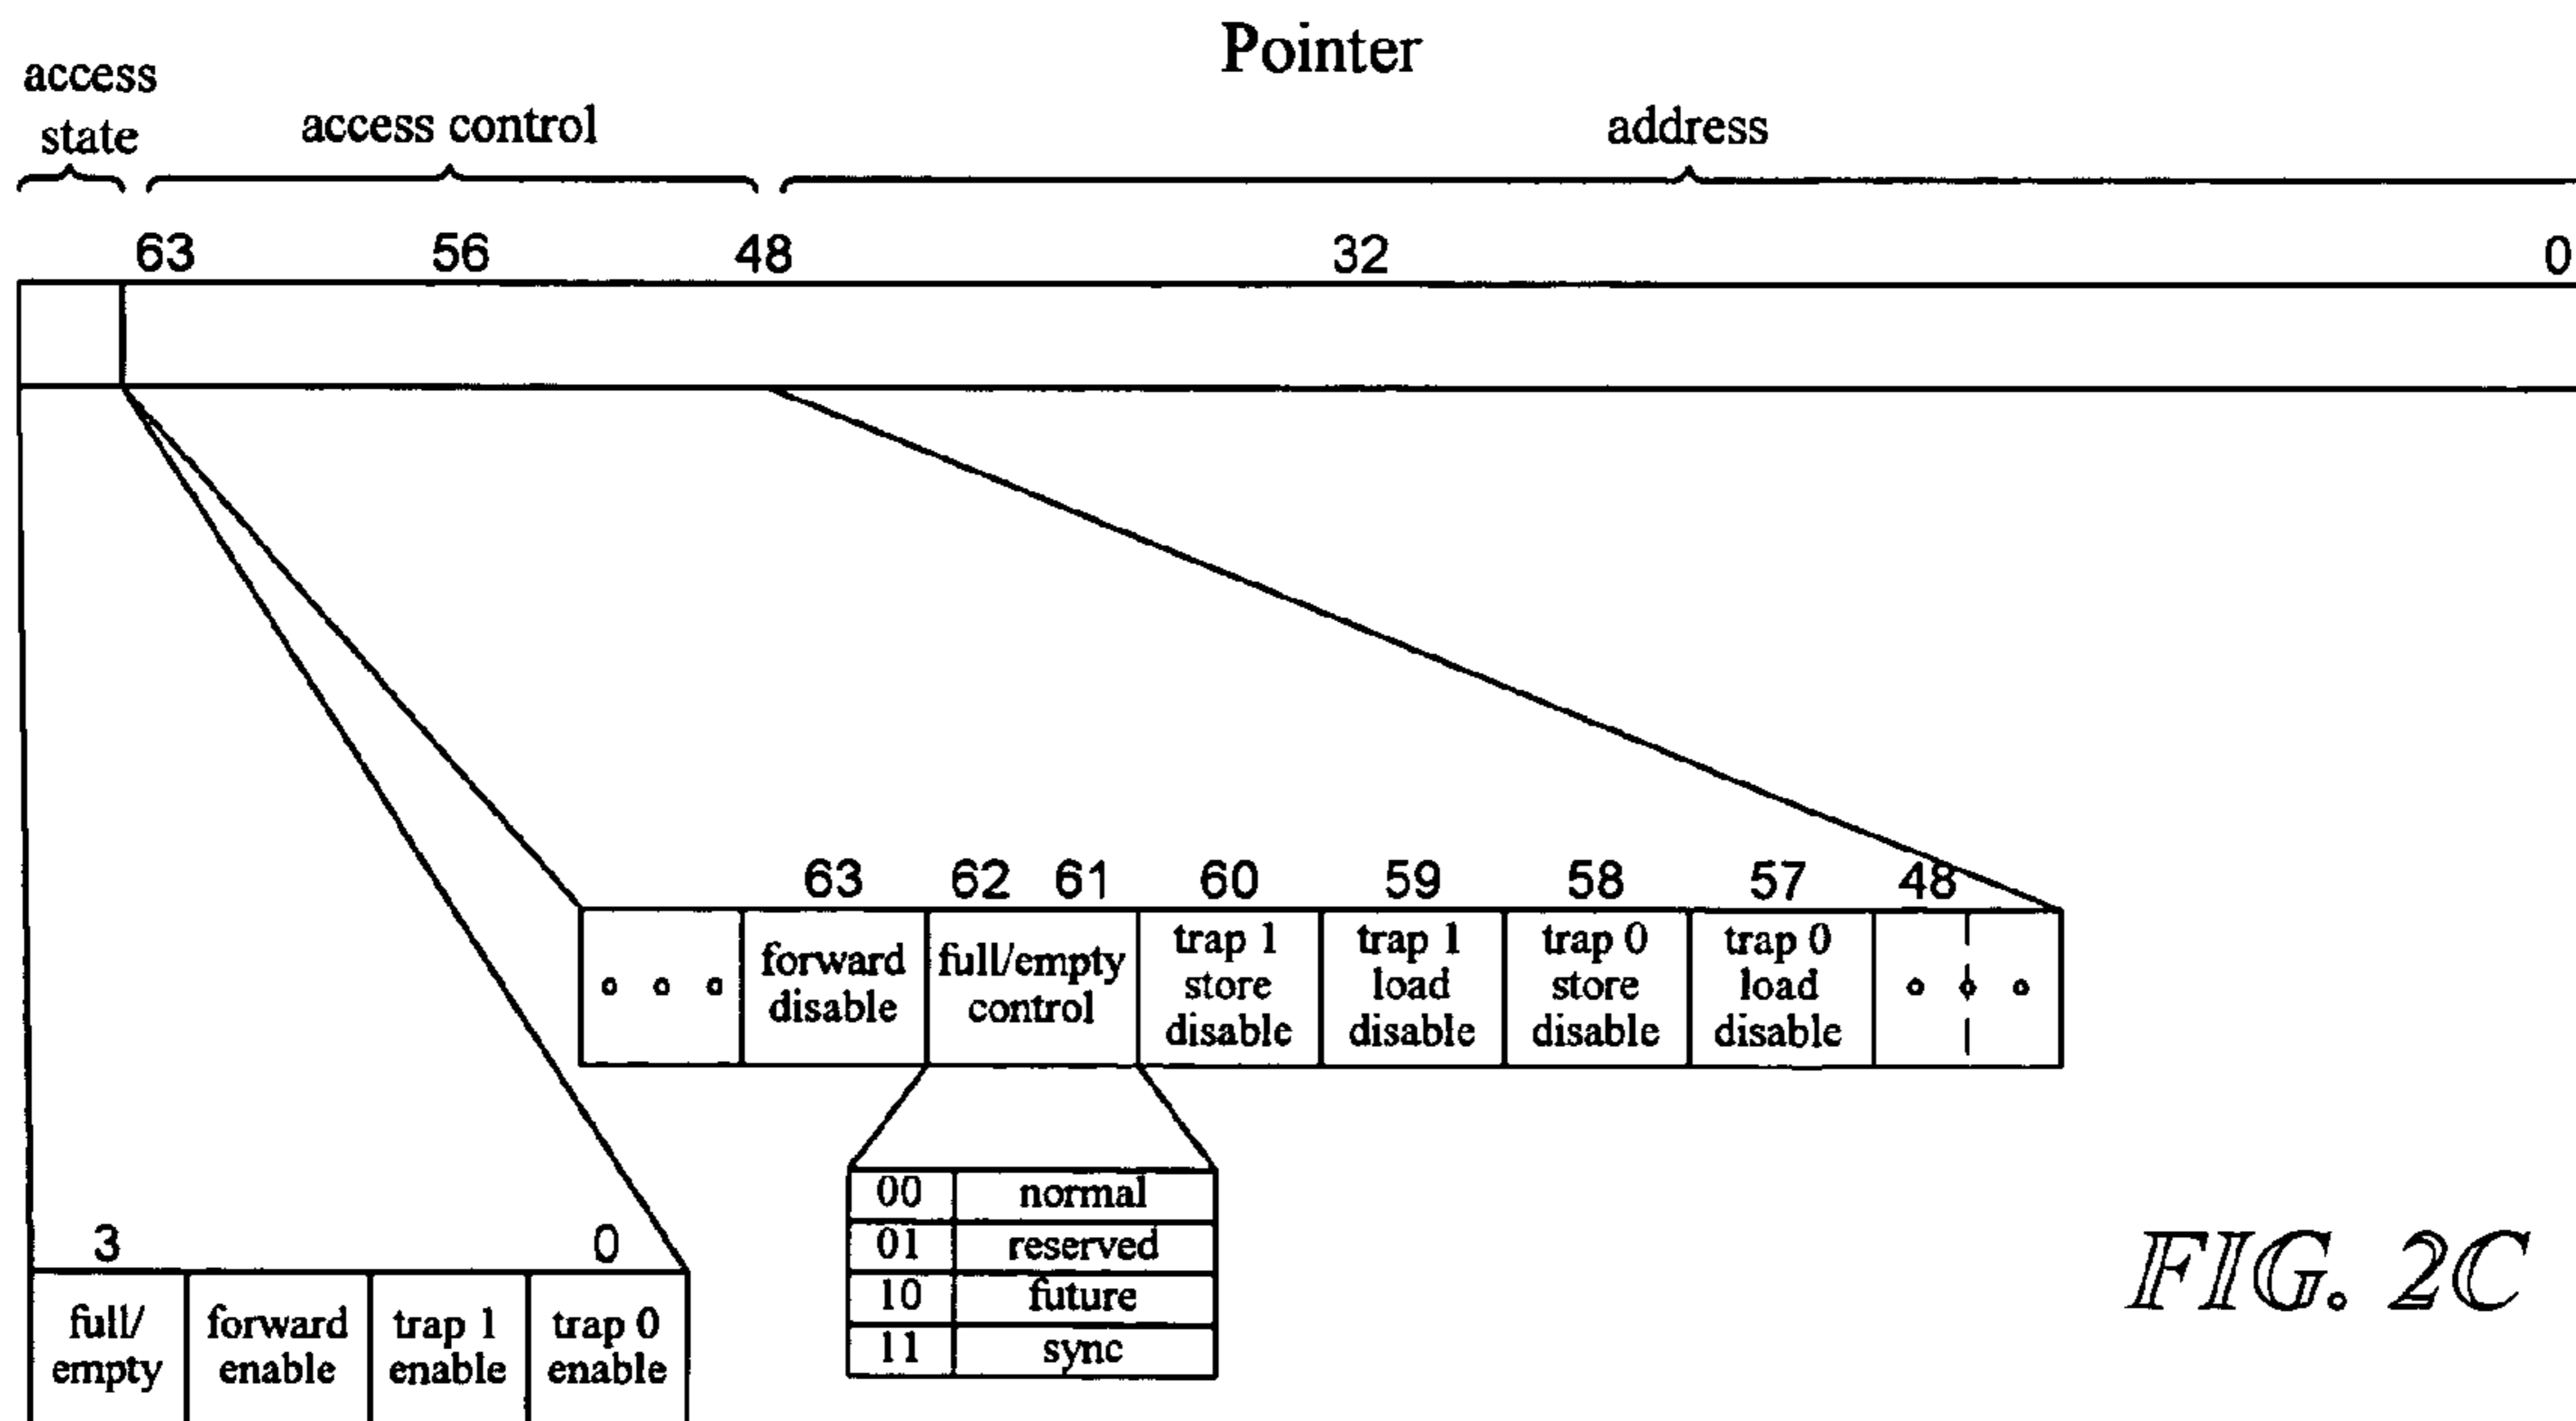 Pointer
access
state
access control
address
63 56 48 32 0
63 62 61 60 59 58 57 48
forward
disable
full/empty
control
trap 1
store
disable
trap 1
load
disable
trap 0
store
disable
trap 0
load
disable
00 normal
01 reserved
10 future
11 sync
3 0
full/
empty
forward
enable
trap 1
enable
trap 0
enable
FIG. 2C